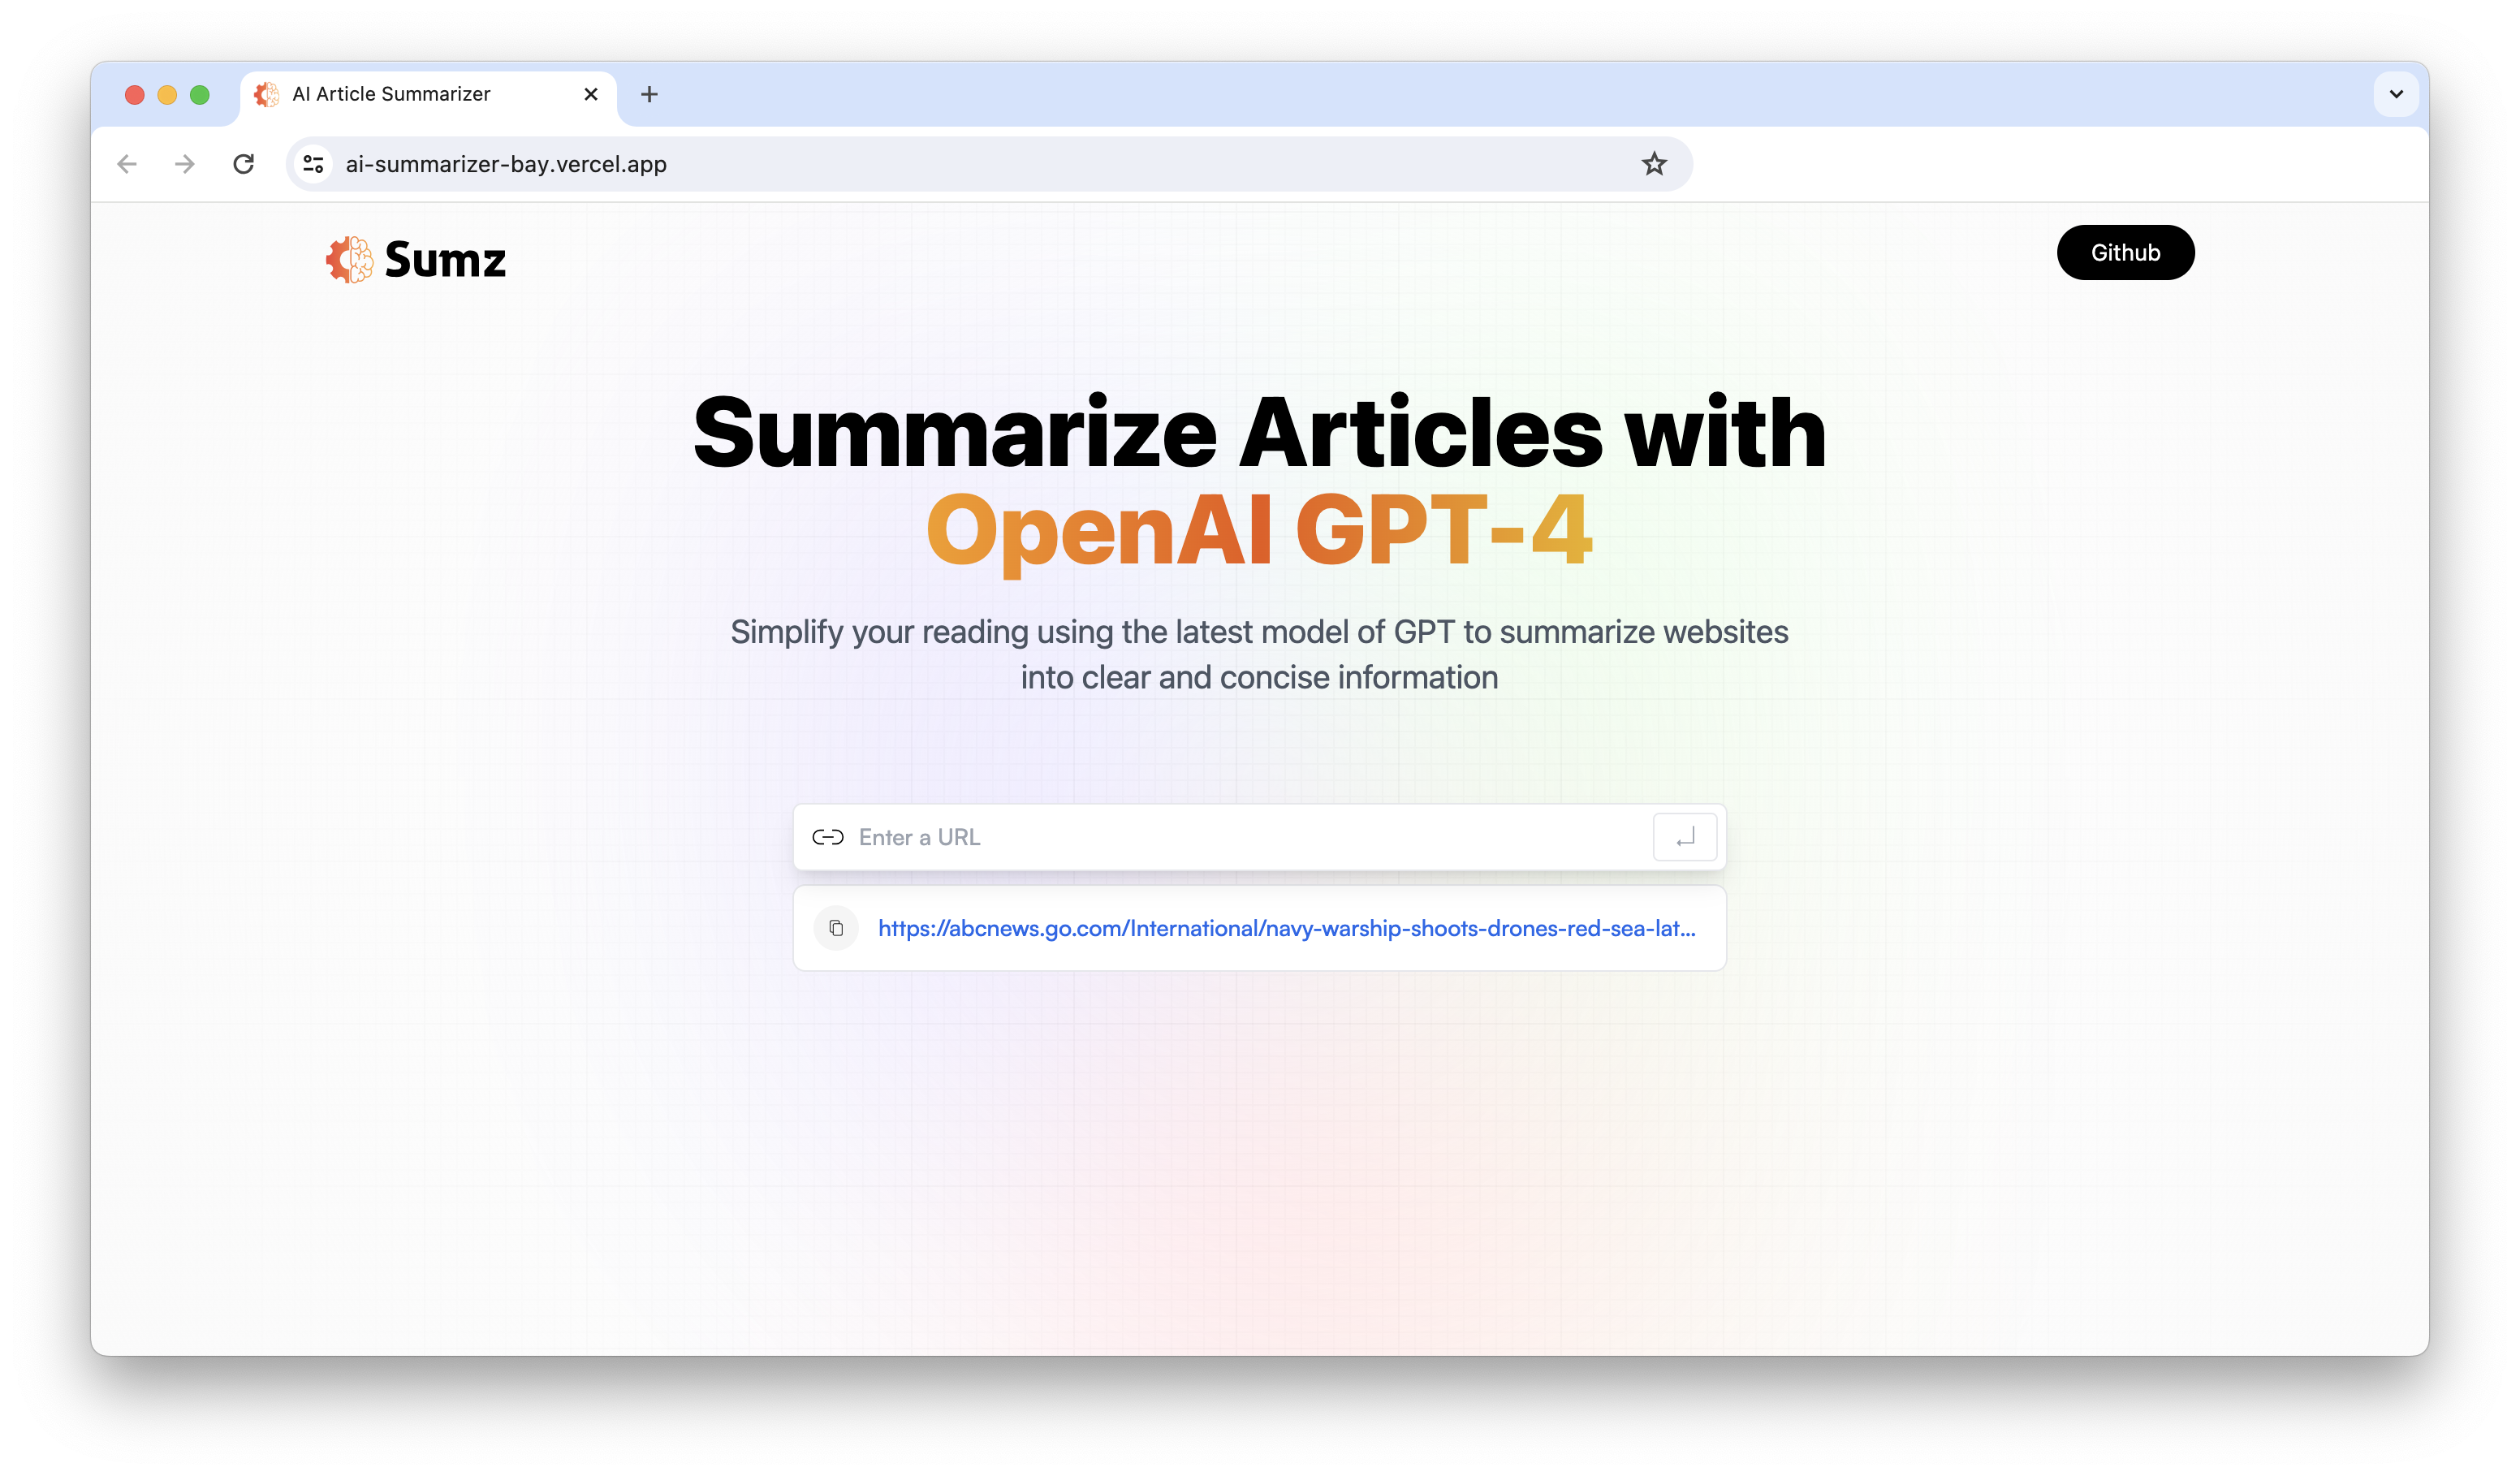 AI Article Summarizer
ai-summarizer-bay.vercel.app
Sumz
Github
Summarize Articles with
OpenAI GPT-4
Simplify your reading using the latest model of GPT to summarize websites
into clear and concise information
Enter a URL
https://abcnews.go.com/International/navy-warship-shoots-drones-red-sea-lat...